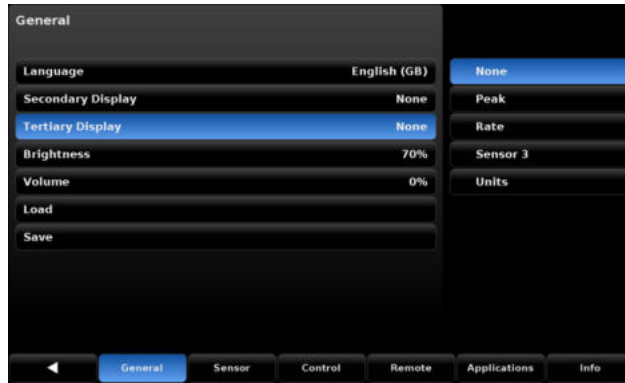 General
Language English (GB)
Secondary Display None
Tertiary Display None
Brightness 70%
Volume 0%
Load
Save
None
Peak
Rate
Sensor 3
Units
General Sensor Control Remote Applications Info